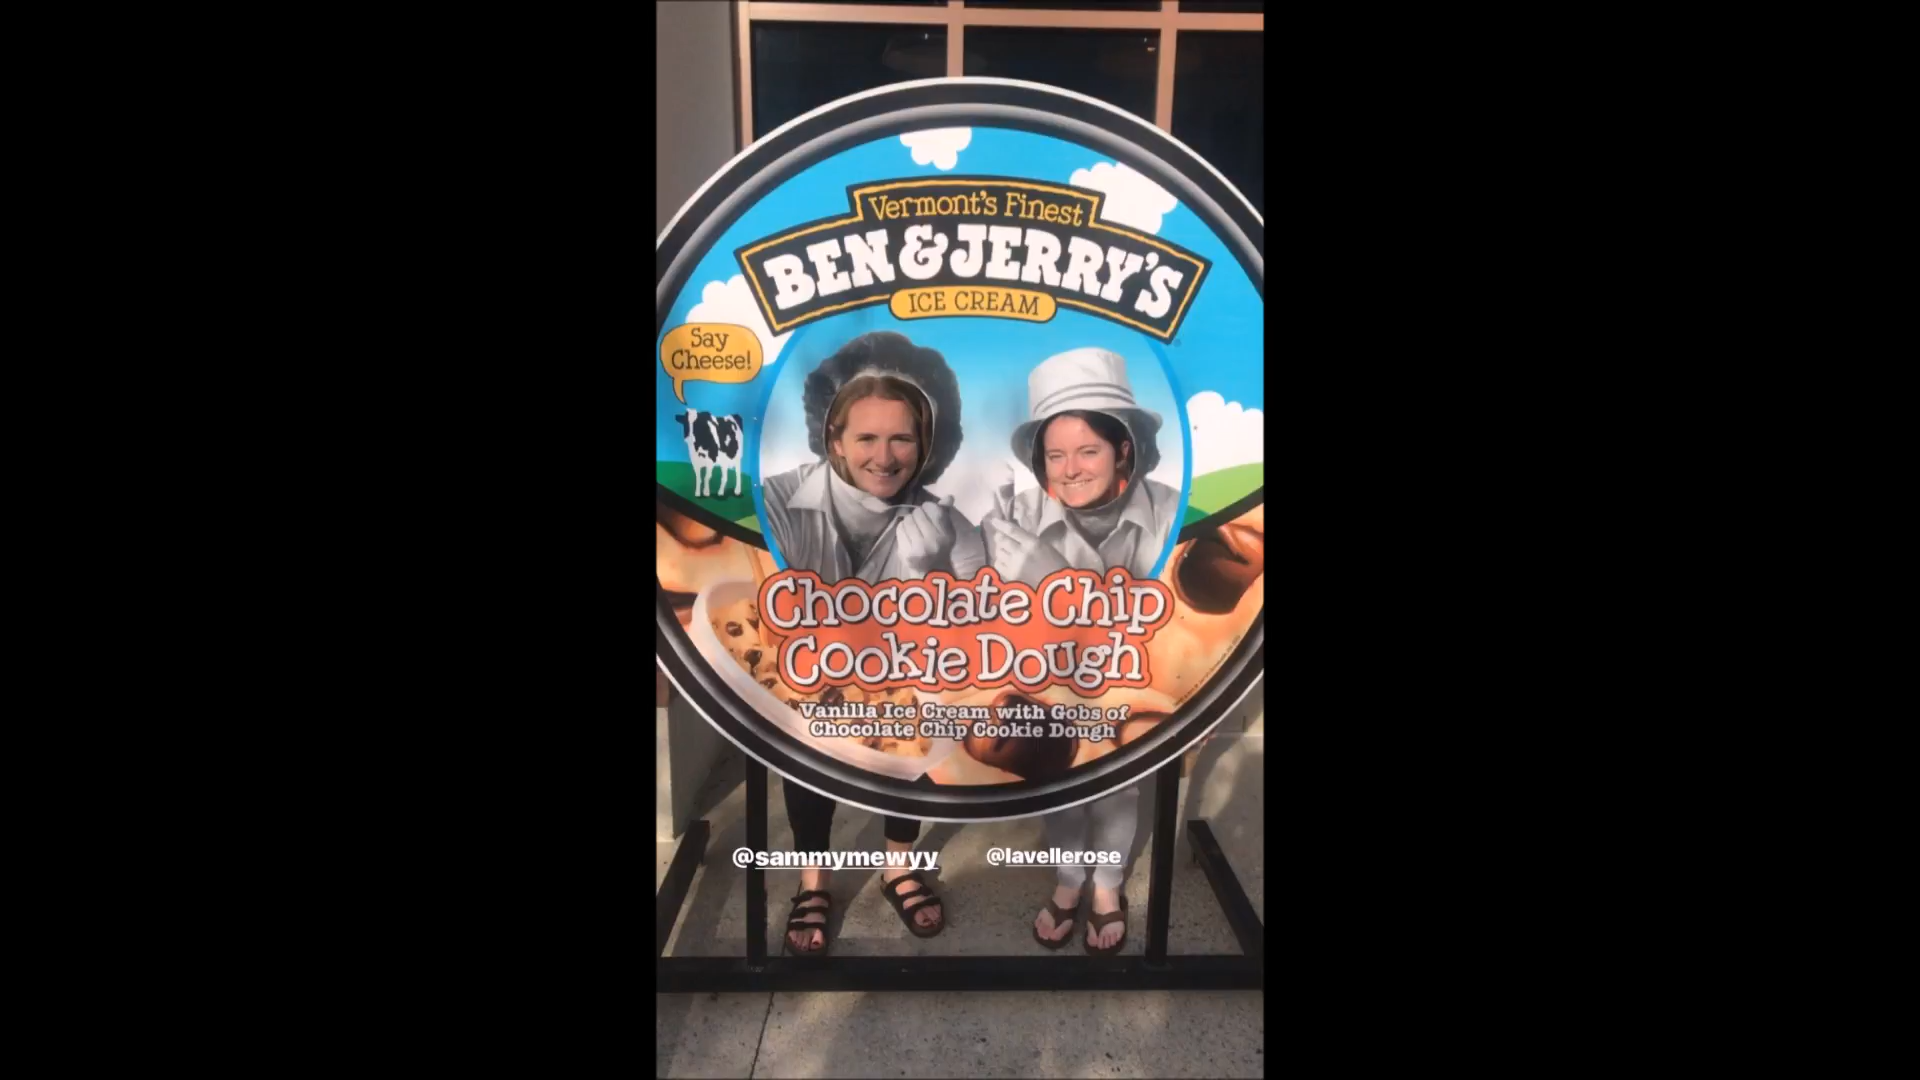 Vermont's Finest
BEN & JERRY'S
ICE CREAM
Say
Cheese!
Chocolate Chip
Cookie Dough
Vanilla Ice Cream with Gobs of
Chocolate Chip Cookie Dough
@sammymewyy
@lavellerose